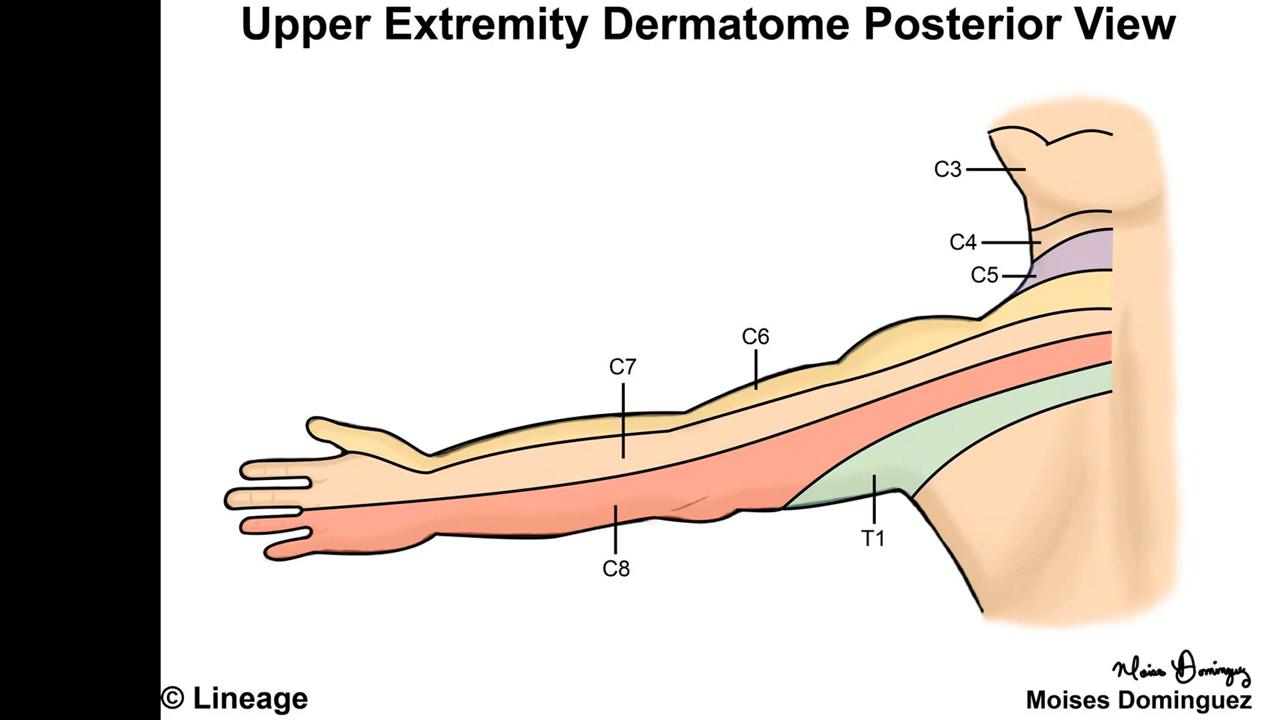 Upper Extremity Dermatome Posterior View
C3
C4
C5
C6
C7
C8
T1
Moises Dominguez
© Lineage
Moises Dominguez